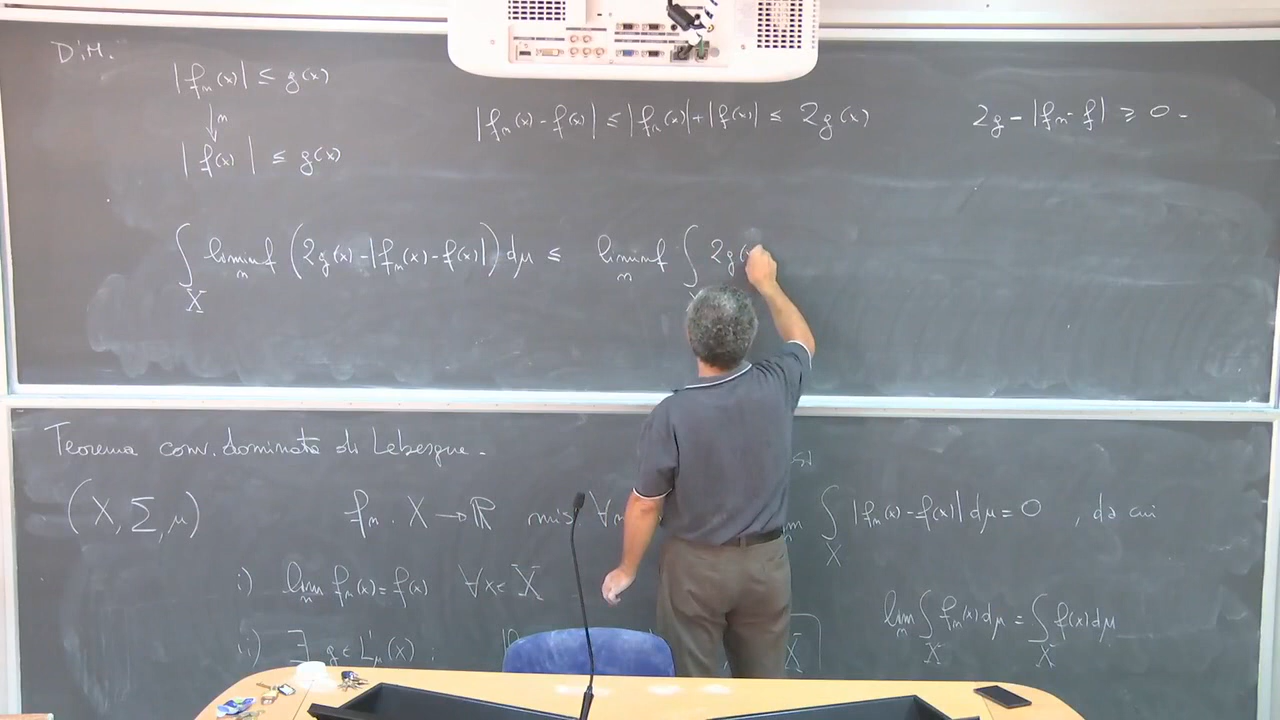 DIM.
|fₙ(x)| ≤ g(x)
↓n
|f(x)| ≤ g(x)
|fₙ(x) - f(x)| ≤ |fₙ(x)| + |f(x)| ≤ 2g(x)
2g - |fₙ - f| ≥ 0.
∫_X liminf_n (2g(x) - |fₙ(x) - f(x)|) dμ ≤ liminf_n ∫ 2g(
Teorema conv. dominata di Lebesgue.
(X, Σ, μ) fₙ: X → ℝ mis ∀
i) lim_n fₙ(x) = f(x) ∀x ∈ X
ii) ∃ g ∈ L¹_μ(X) :
X
∫_X |fₙ(x) - f(x)| dμ = 0 , da cui
lim_n ∫_X fₙ(x) dμ = ∫_X f(x) dμ